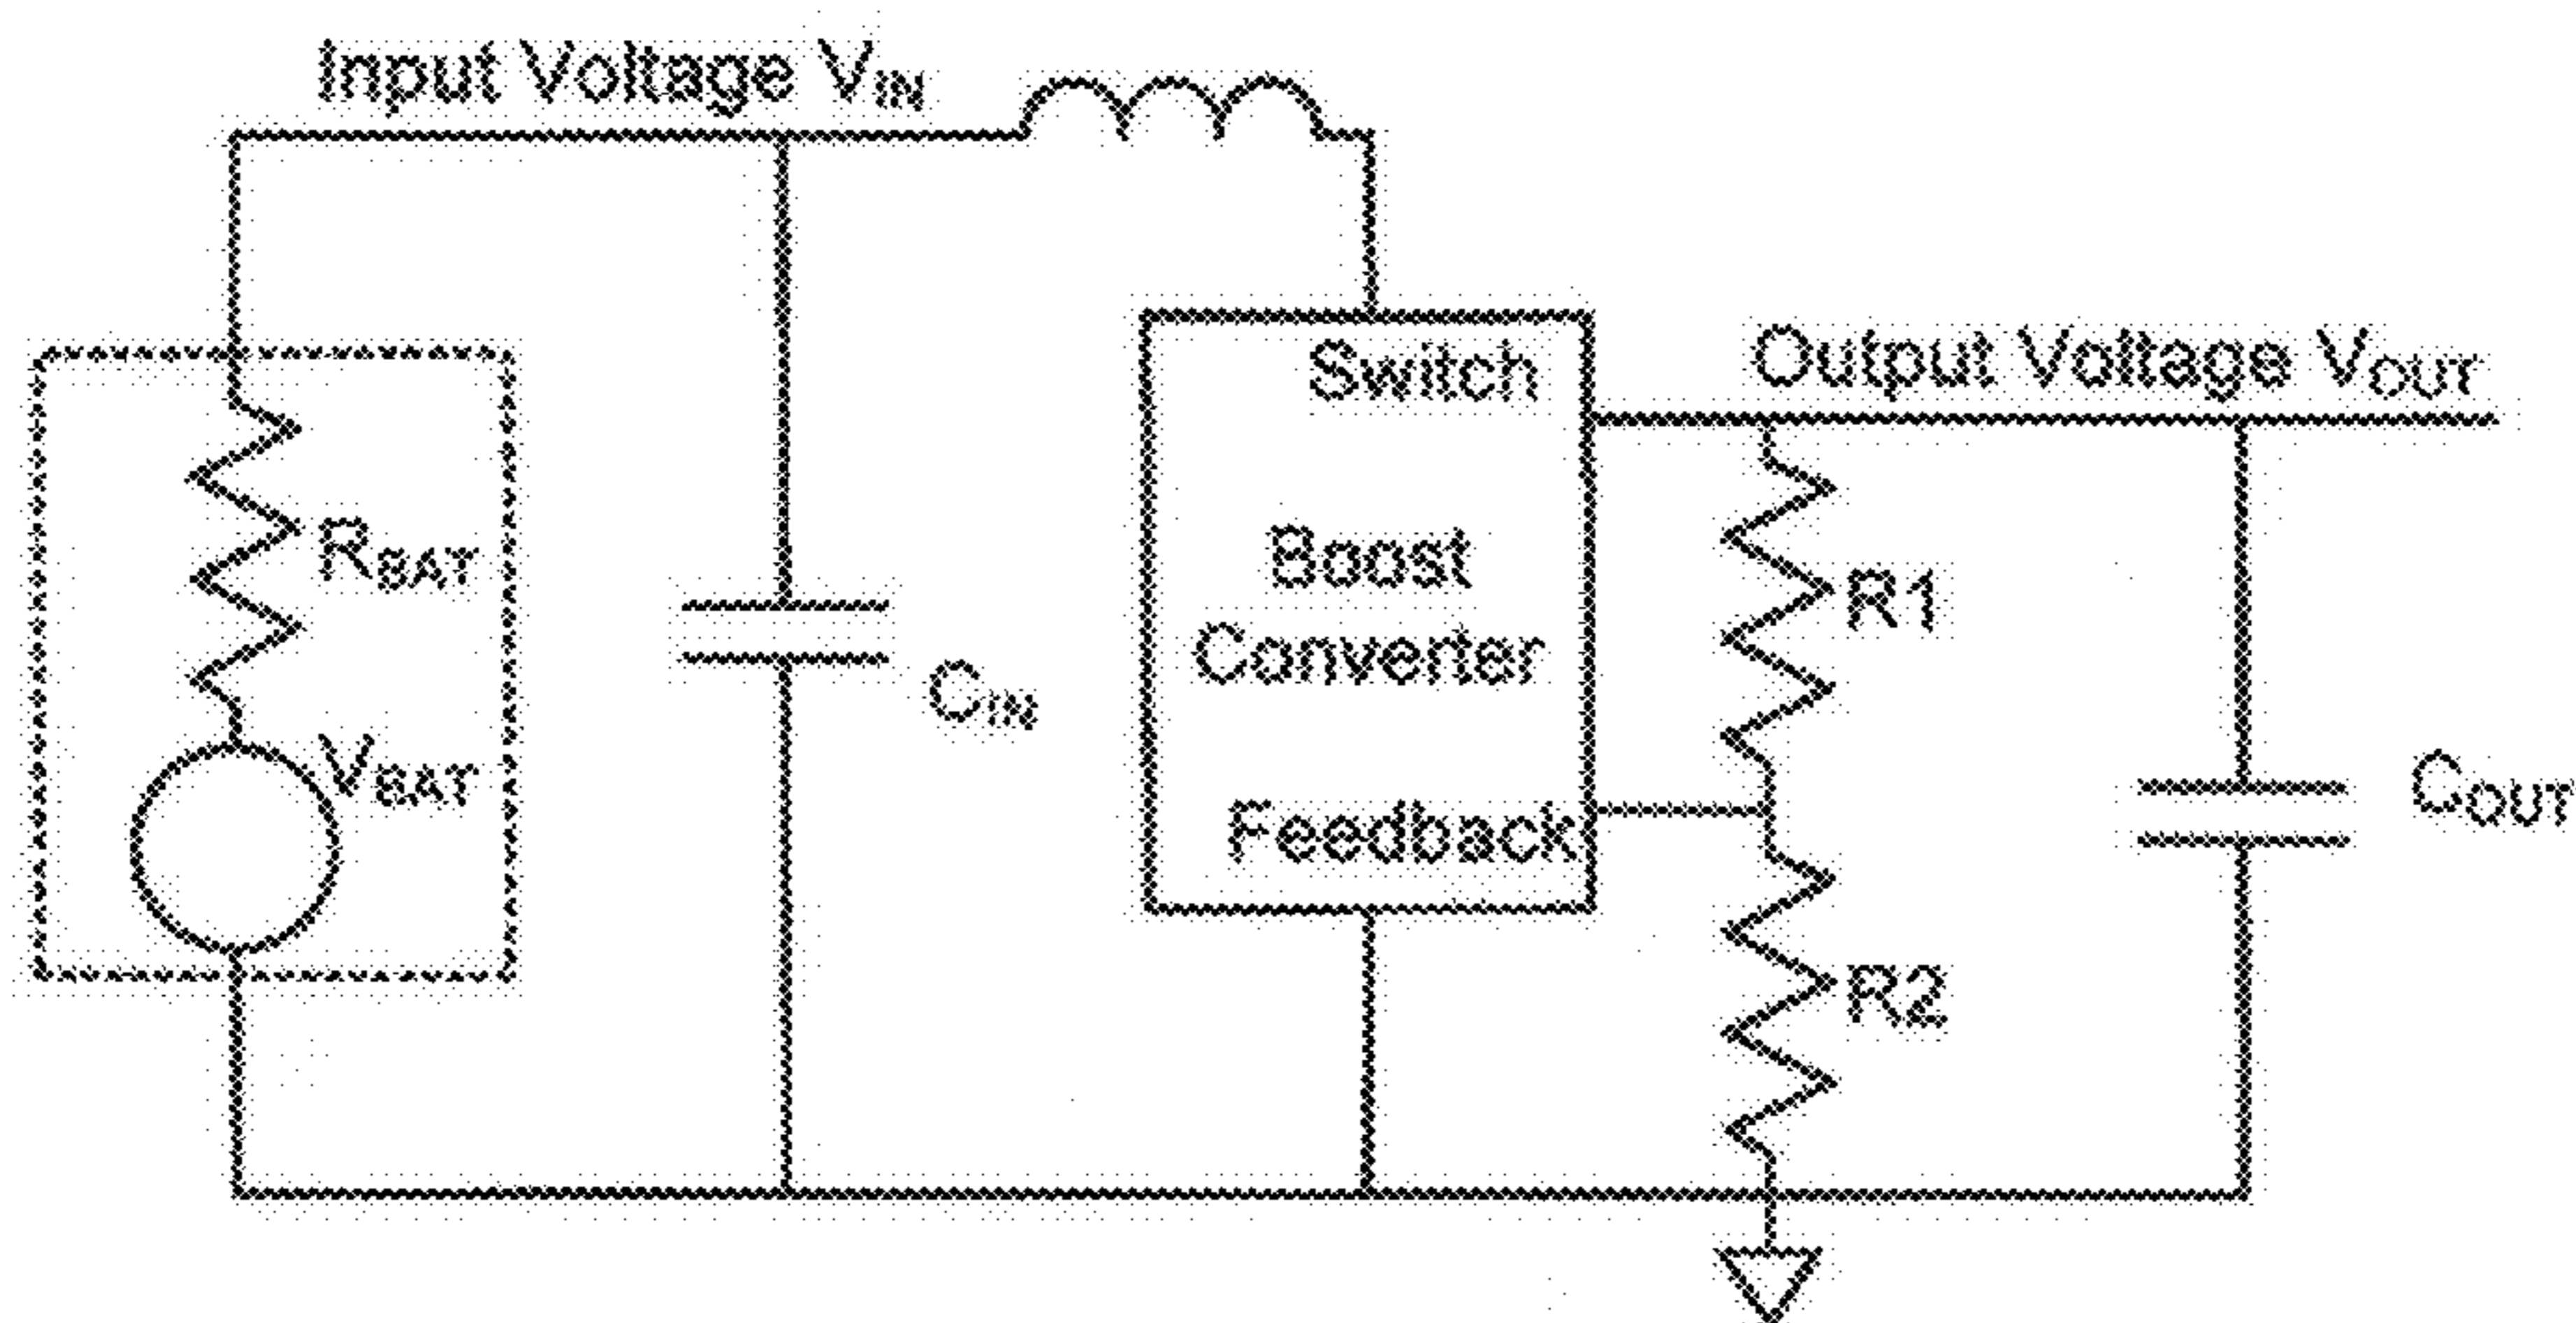 Input Voltage VIN
Switch
Output Voltage VOUT
RBAT
Boost
Converter
R1
CIN
VBAT
Feedback
COUT
R2